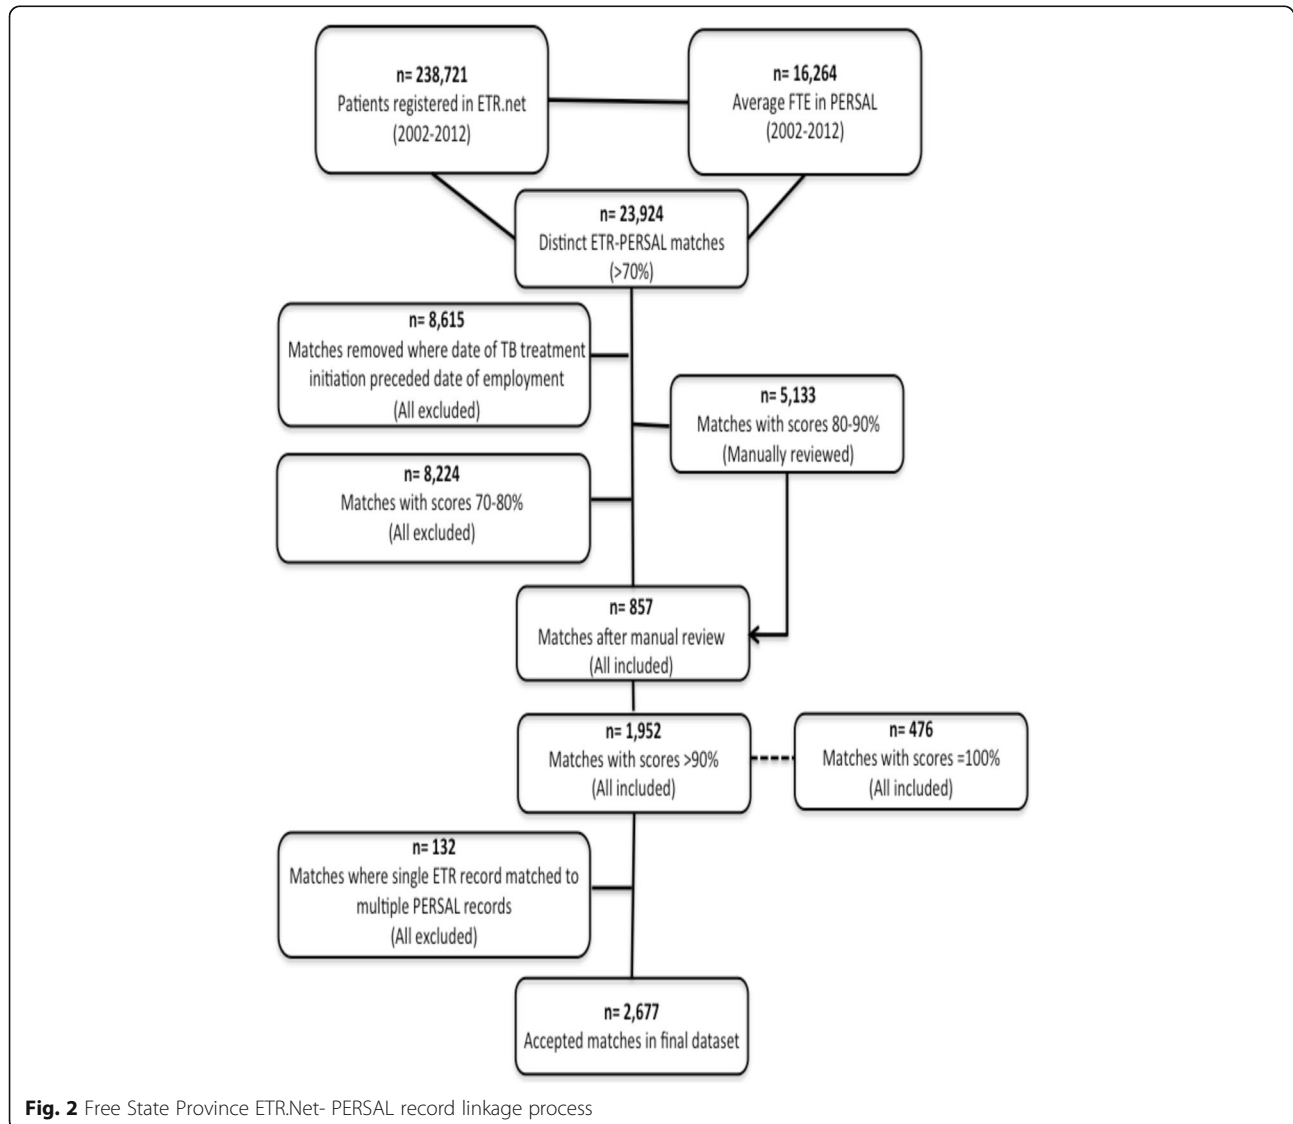 n= 238,721
Patients registered in ETR.net
(2002-2012)
n= 16,264
Average FTE in PERSAL
(2002-2012)
n= 23,924
Distinct ETR-PERSAL matches
(>70%)
n= 8,615
Matches removed where date of TB treatment
initiation preceded date of employment
(All excluded)
n= 5,133
Matches with scores 80-90%
(Manually reviewed)
n= 8,224
Matches with scores 70-80%
(All excluded)
n= 857
Matches after manual review
(All included)
n= 1,952
Matches with scores >90%
(All included)
n= 476
Matches with scores =100%
(All included)
n= 132
Matches where single ETR record matched to
multiple PERSAL records
(All excluded)
n= 2,677
Accepted matches in final dataset
Fig. 2 Free State Province ETR.Net- PERSAL record linkage process